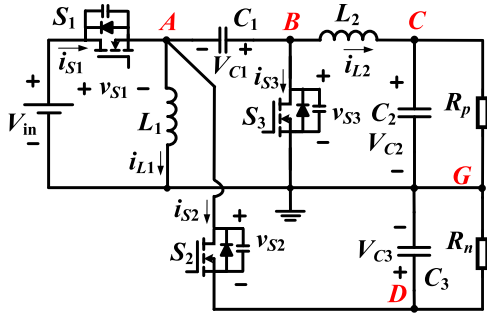 S1 A C1 B L2 C
iS1 VC1 iS3 iL2
+ vS1 − − + + +
Vin L1 S3 vS3 C2 Rp
− iL1 − VC2 −
G
iS2 + −
S2 vS2 VC3 Rn
− + C3
D